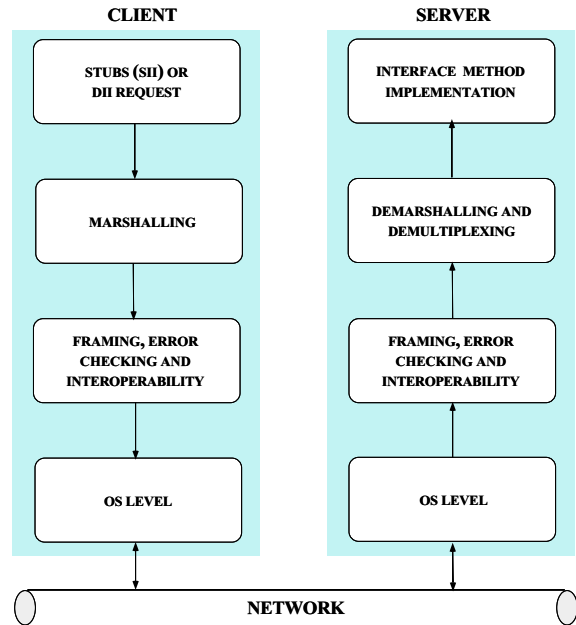 CLIENT
STUBS (SII) OR
DII REQUEST
MARSHALLING
FRAMING, ERROR
CHECKING AND
INTEROPERABILITY
OS LEVEL
SERVER
INTERFACE METHOD
IMPLEMENTATION
DEMARSHALLING AND
DEMULTIPLEXING
FRAMING, ERROR
CHECKING AND
INTEROPERABILITY
OS LEVEL
NETWORK